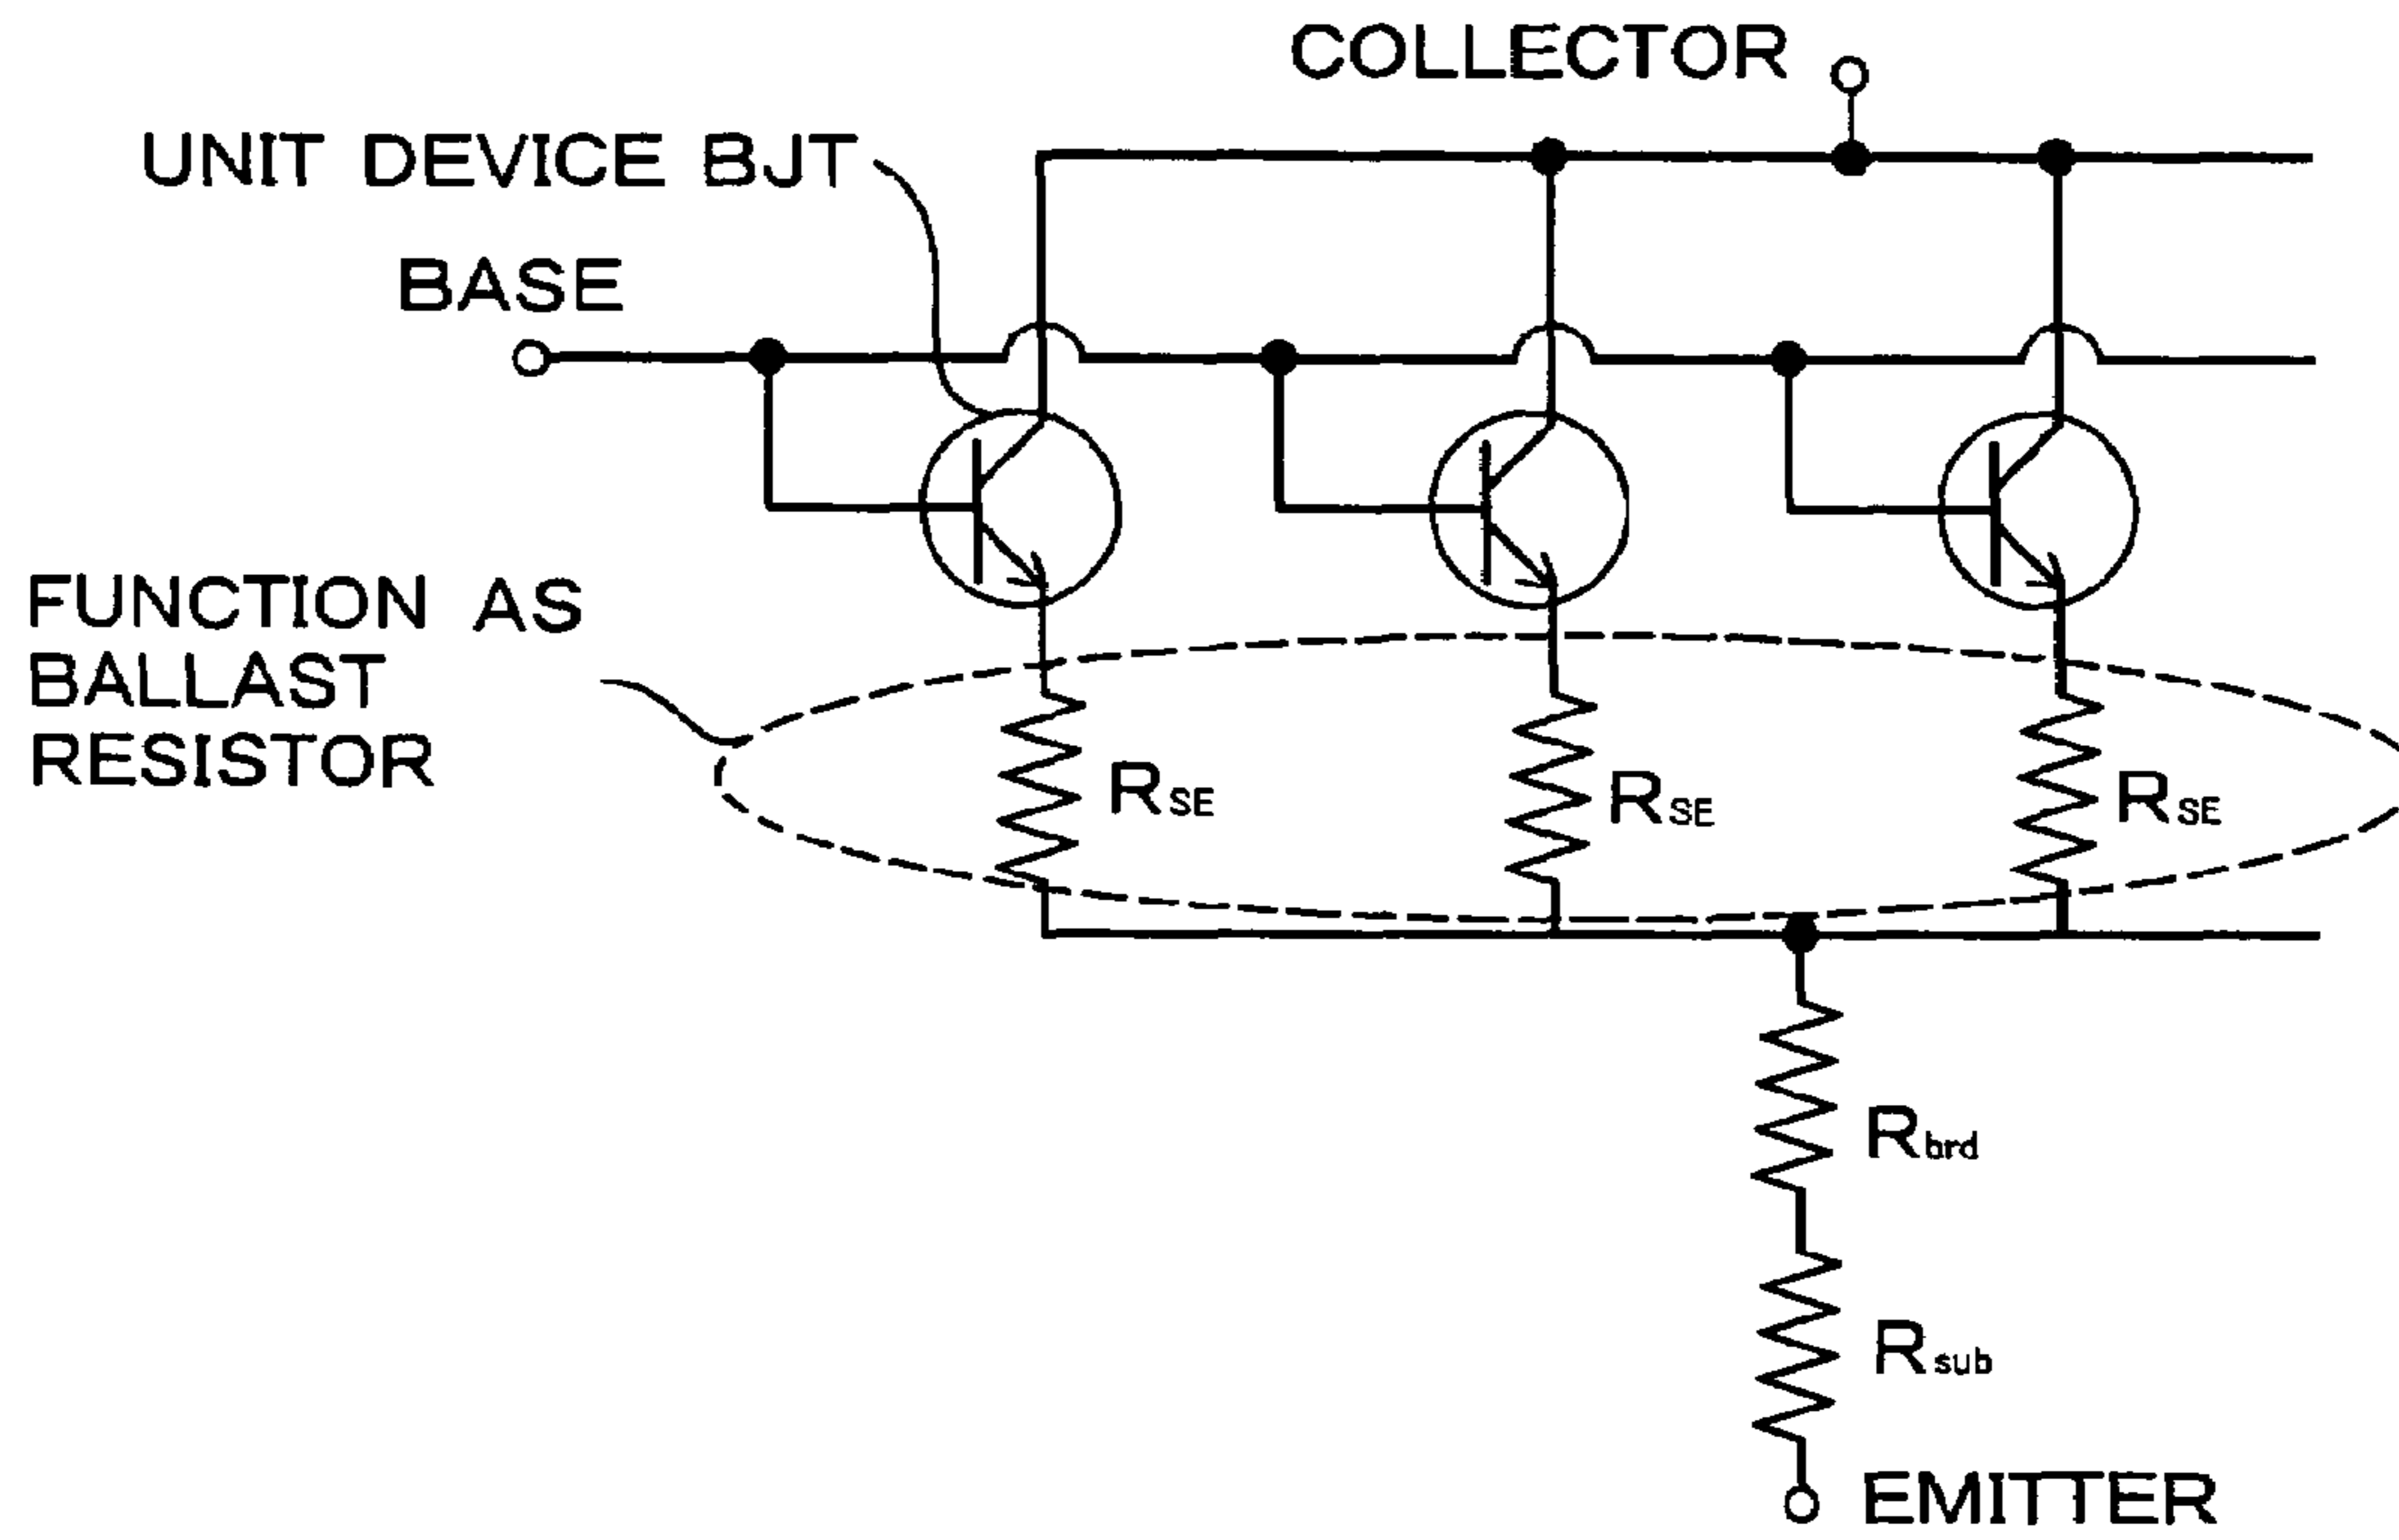 COLLECTOR
UNIT DEVICE BJT
BASE
FUNCTION AS
BALLAST
RESISTOR
RSE
RSE
RSE
Rbrd
Rsub
EMITTER